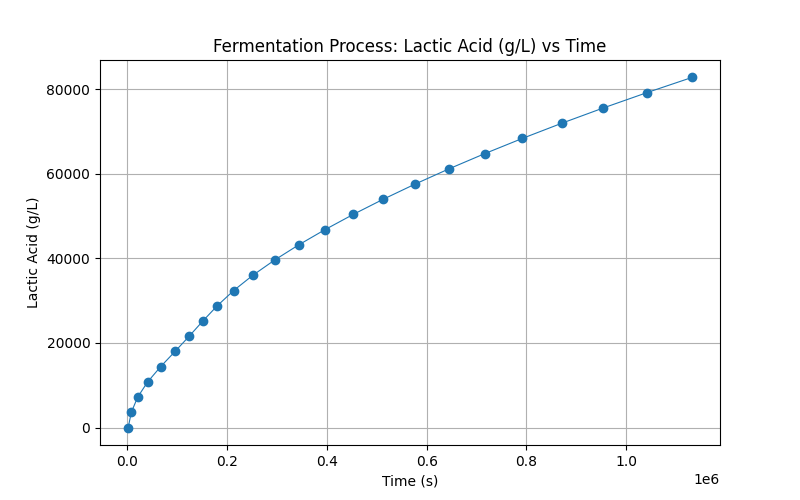 Fermentation Process: Lactic Acid (g/L) vs Time
Lactic Acid (g/L)
80000
60000
40000
20000
0
0.0 0.2 0.4 0.6 0.8 1.0
1e6
Time (s)